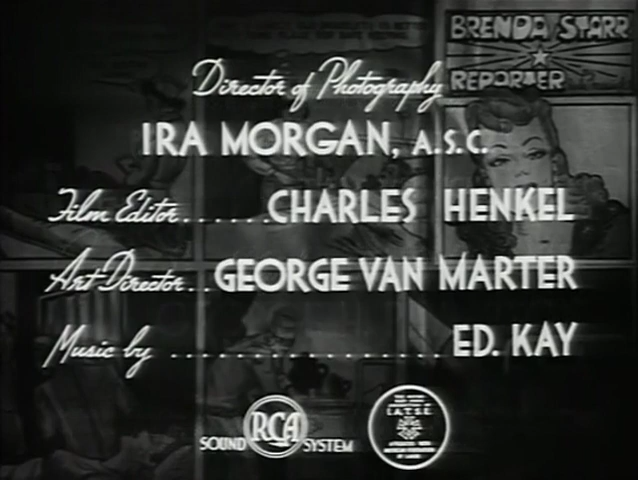 BRENDA STARR
REPORTER
Director of Photography
IRA MORGAN, A.S.C.
Film Editor......CHARLES HENKEL
Art Director..GEORGE VAN MARTER
Music by .................ED. KAY
SOUND RCA SYSTEM
I.A.T.S.E.